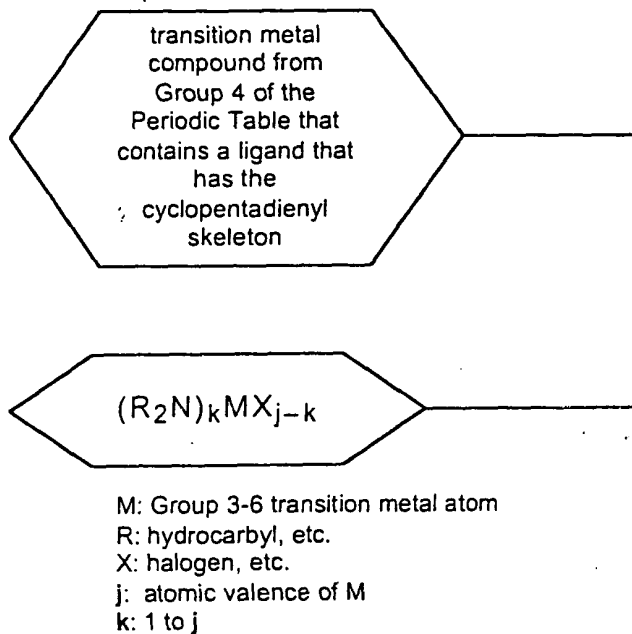 transition metal
compound from
Group 4 of the
Periodic Table that
contains a ligand that
has the
cyclopentadienyl
skeleton
(R₂N)ₖMXⱼ₋ₖ
M: Group 3-6 transition metal atom
R: hydrocarbyl, etc.
X: halogen, etc.
j: atomic valence of M
k: 1 to j